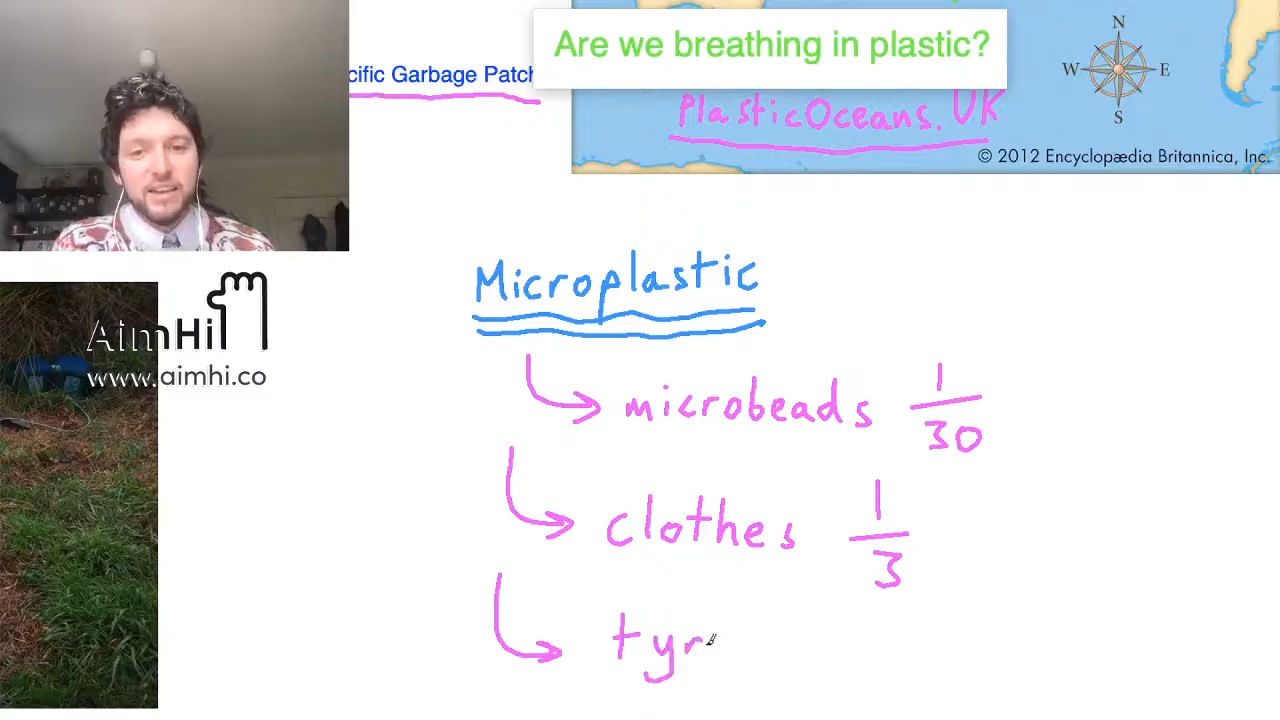 Are we breathing in plastic?
cific Garbage Patch
PlasticOceans.UK
N
W
E
S
© 2012 Encyclopædia Britannica, Inc.
Microplastic
AimHi
www.aimhi.co
microbeads 1/30
clothes 1/3
tyr